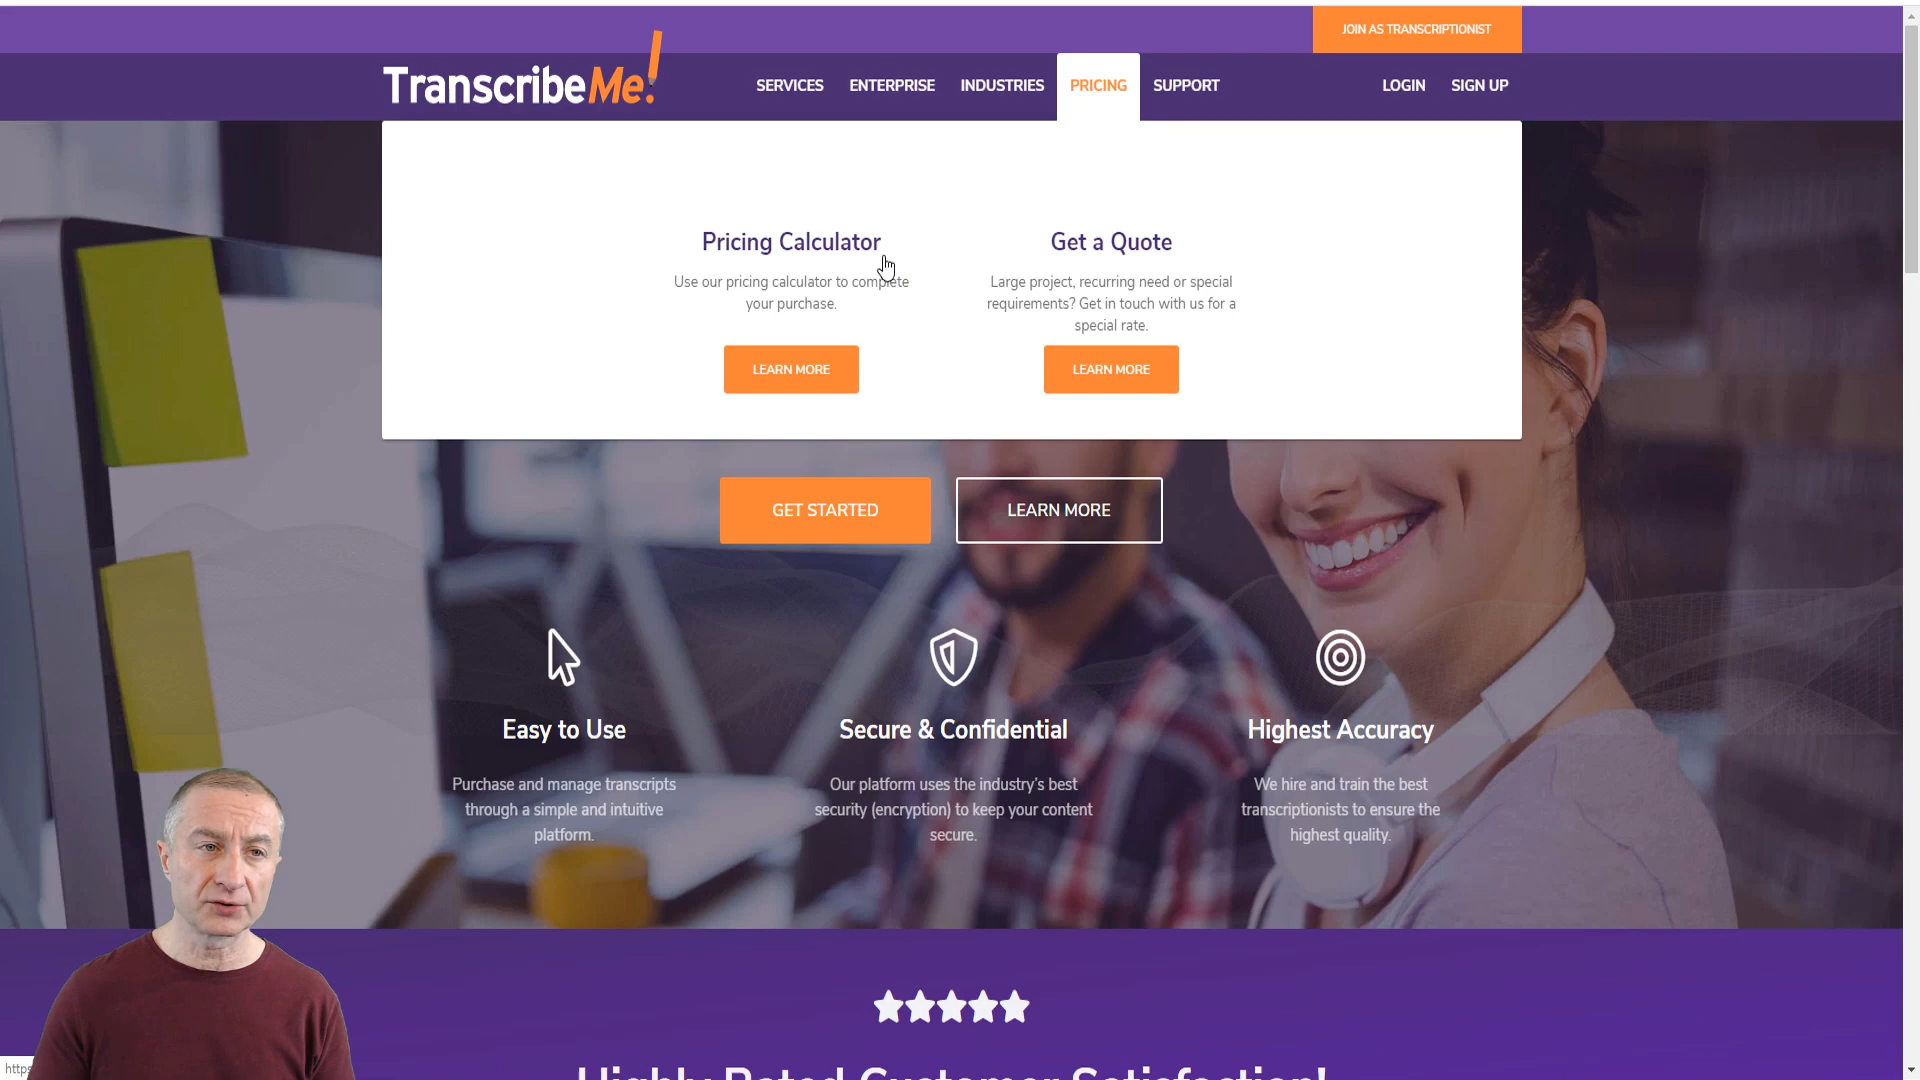 JOIN AS TRANSCRIPTIONIST
TranscribeMe!
SERVICES ENTERPRISE INDUSTRIES PRICING SUPPORT LOGIN SIGN UP
Pricing Calculator
Use our pricing calculator to complete
your purchase.
LEARN MORE
Get a Quote
Large project, recurring need or special
requirements? Get in touch with us for a
special rate.
LEARN MORE
GET STARTED
LEARN MORE
Easy to Use
Purchase and manage transcripts
through a simple and intuitive
platform.
Secure & Confidential
Our platform uses the industry's best
security (encryption) to keep your content
secure.
Highest Accuracy
We hire and train the best
transcriptionists to ensure the
highest quality.
Highly Rated Customer Satisfaction!